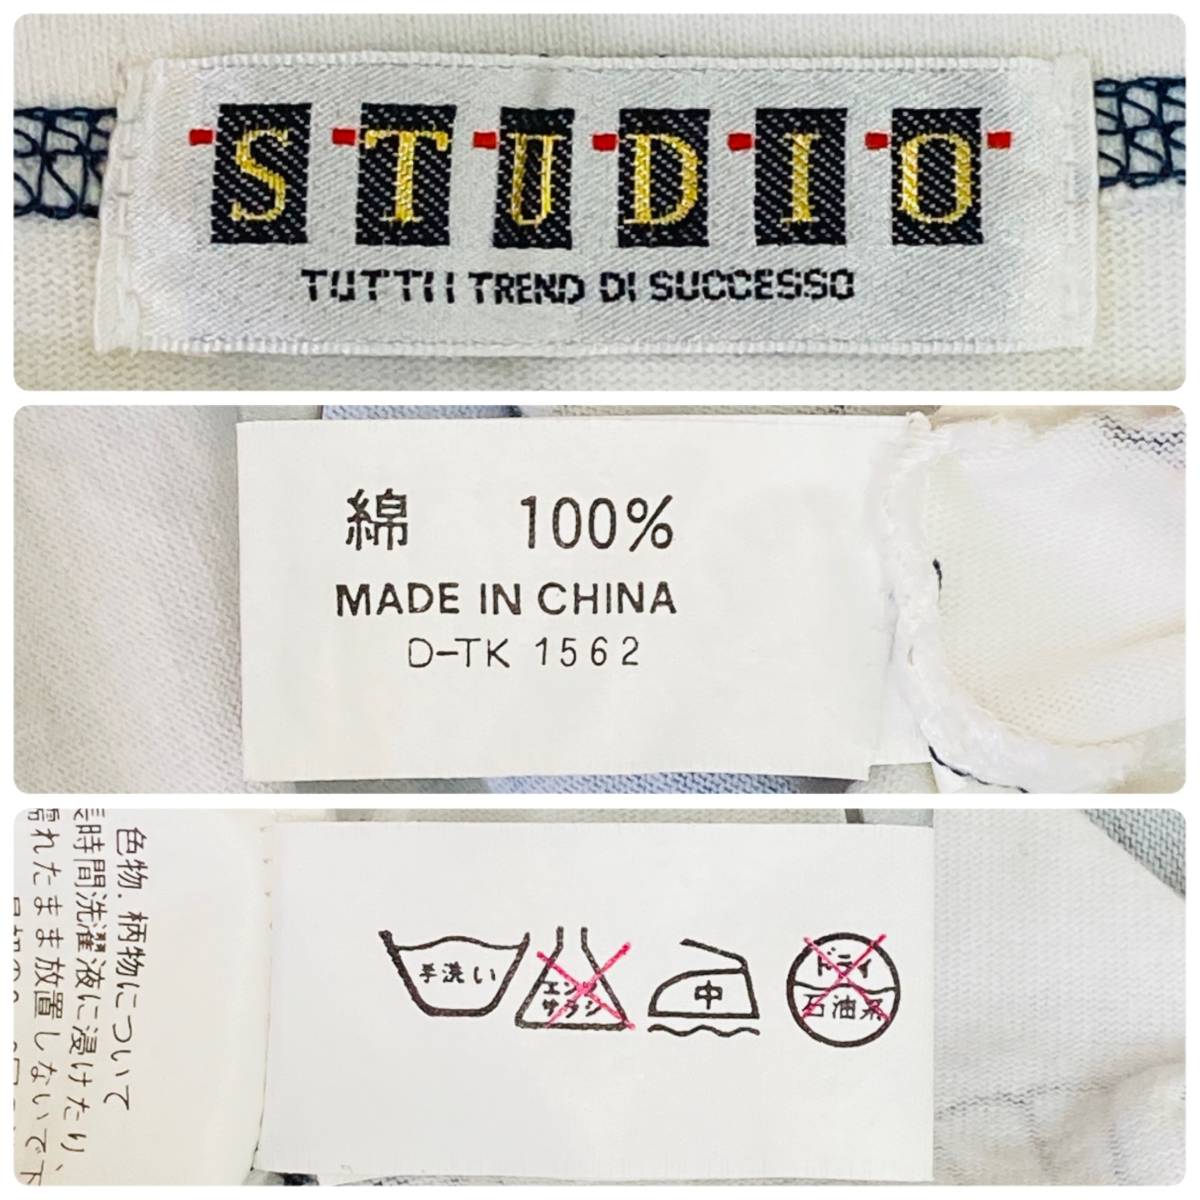 STUDIO
TUTTI I TREND DI SUCCESSO
綿 100%
MADE IN CHINA
D-TK 1562
色物.柄物について
長時間洗濯液に浸けたり、
濡れたまま放置しないで下
手洗い
エンソ
サラシ
中
ドライ
石油系